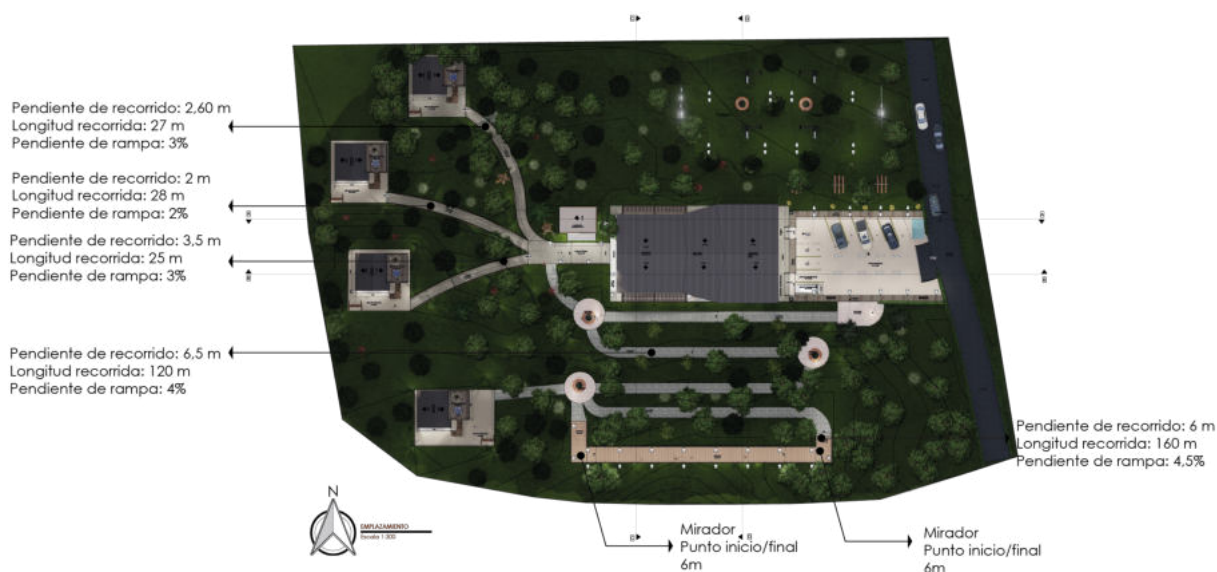 Pendiente de recorrido: 2,60 m
Longitud recorrida: 27 m
Pendiente de rampa: 3%
Pendiente de recorrido: 2 m
Longitud recorrida: 28 m
Pendiente de rampa: 2%
Pendiente de recorrido: 3,5 m
Longitud recorrida: 25 m
Pendiente de rampa: 3%
Pendiente de recorrido: 6,5 m
Longitud recorrida: 120 m
Pendiente de rampa: 4%
Pendiente de recorrido: 6 m
Longitud recorrida: 160 m
Pendiente de rampa: 4,5%
N
EMPLAZAMIENTO
Escala 1:300
Mirador
Punto inicio/final
6m
Mirador
Punto inicio/final
6m